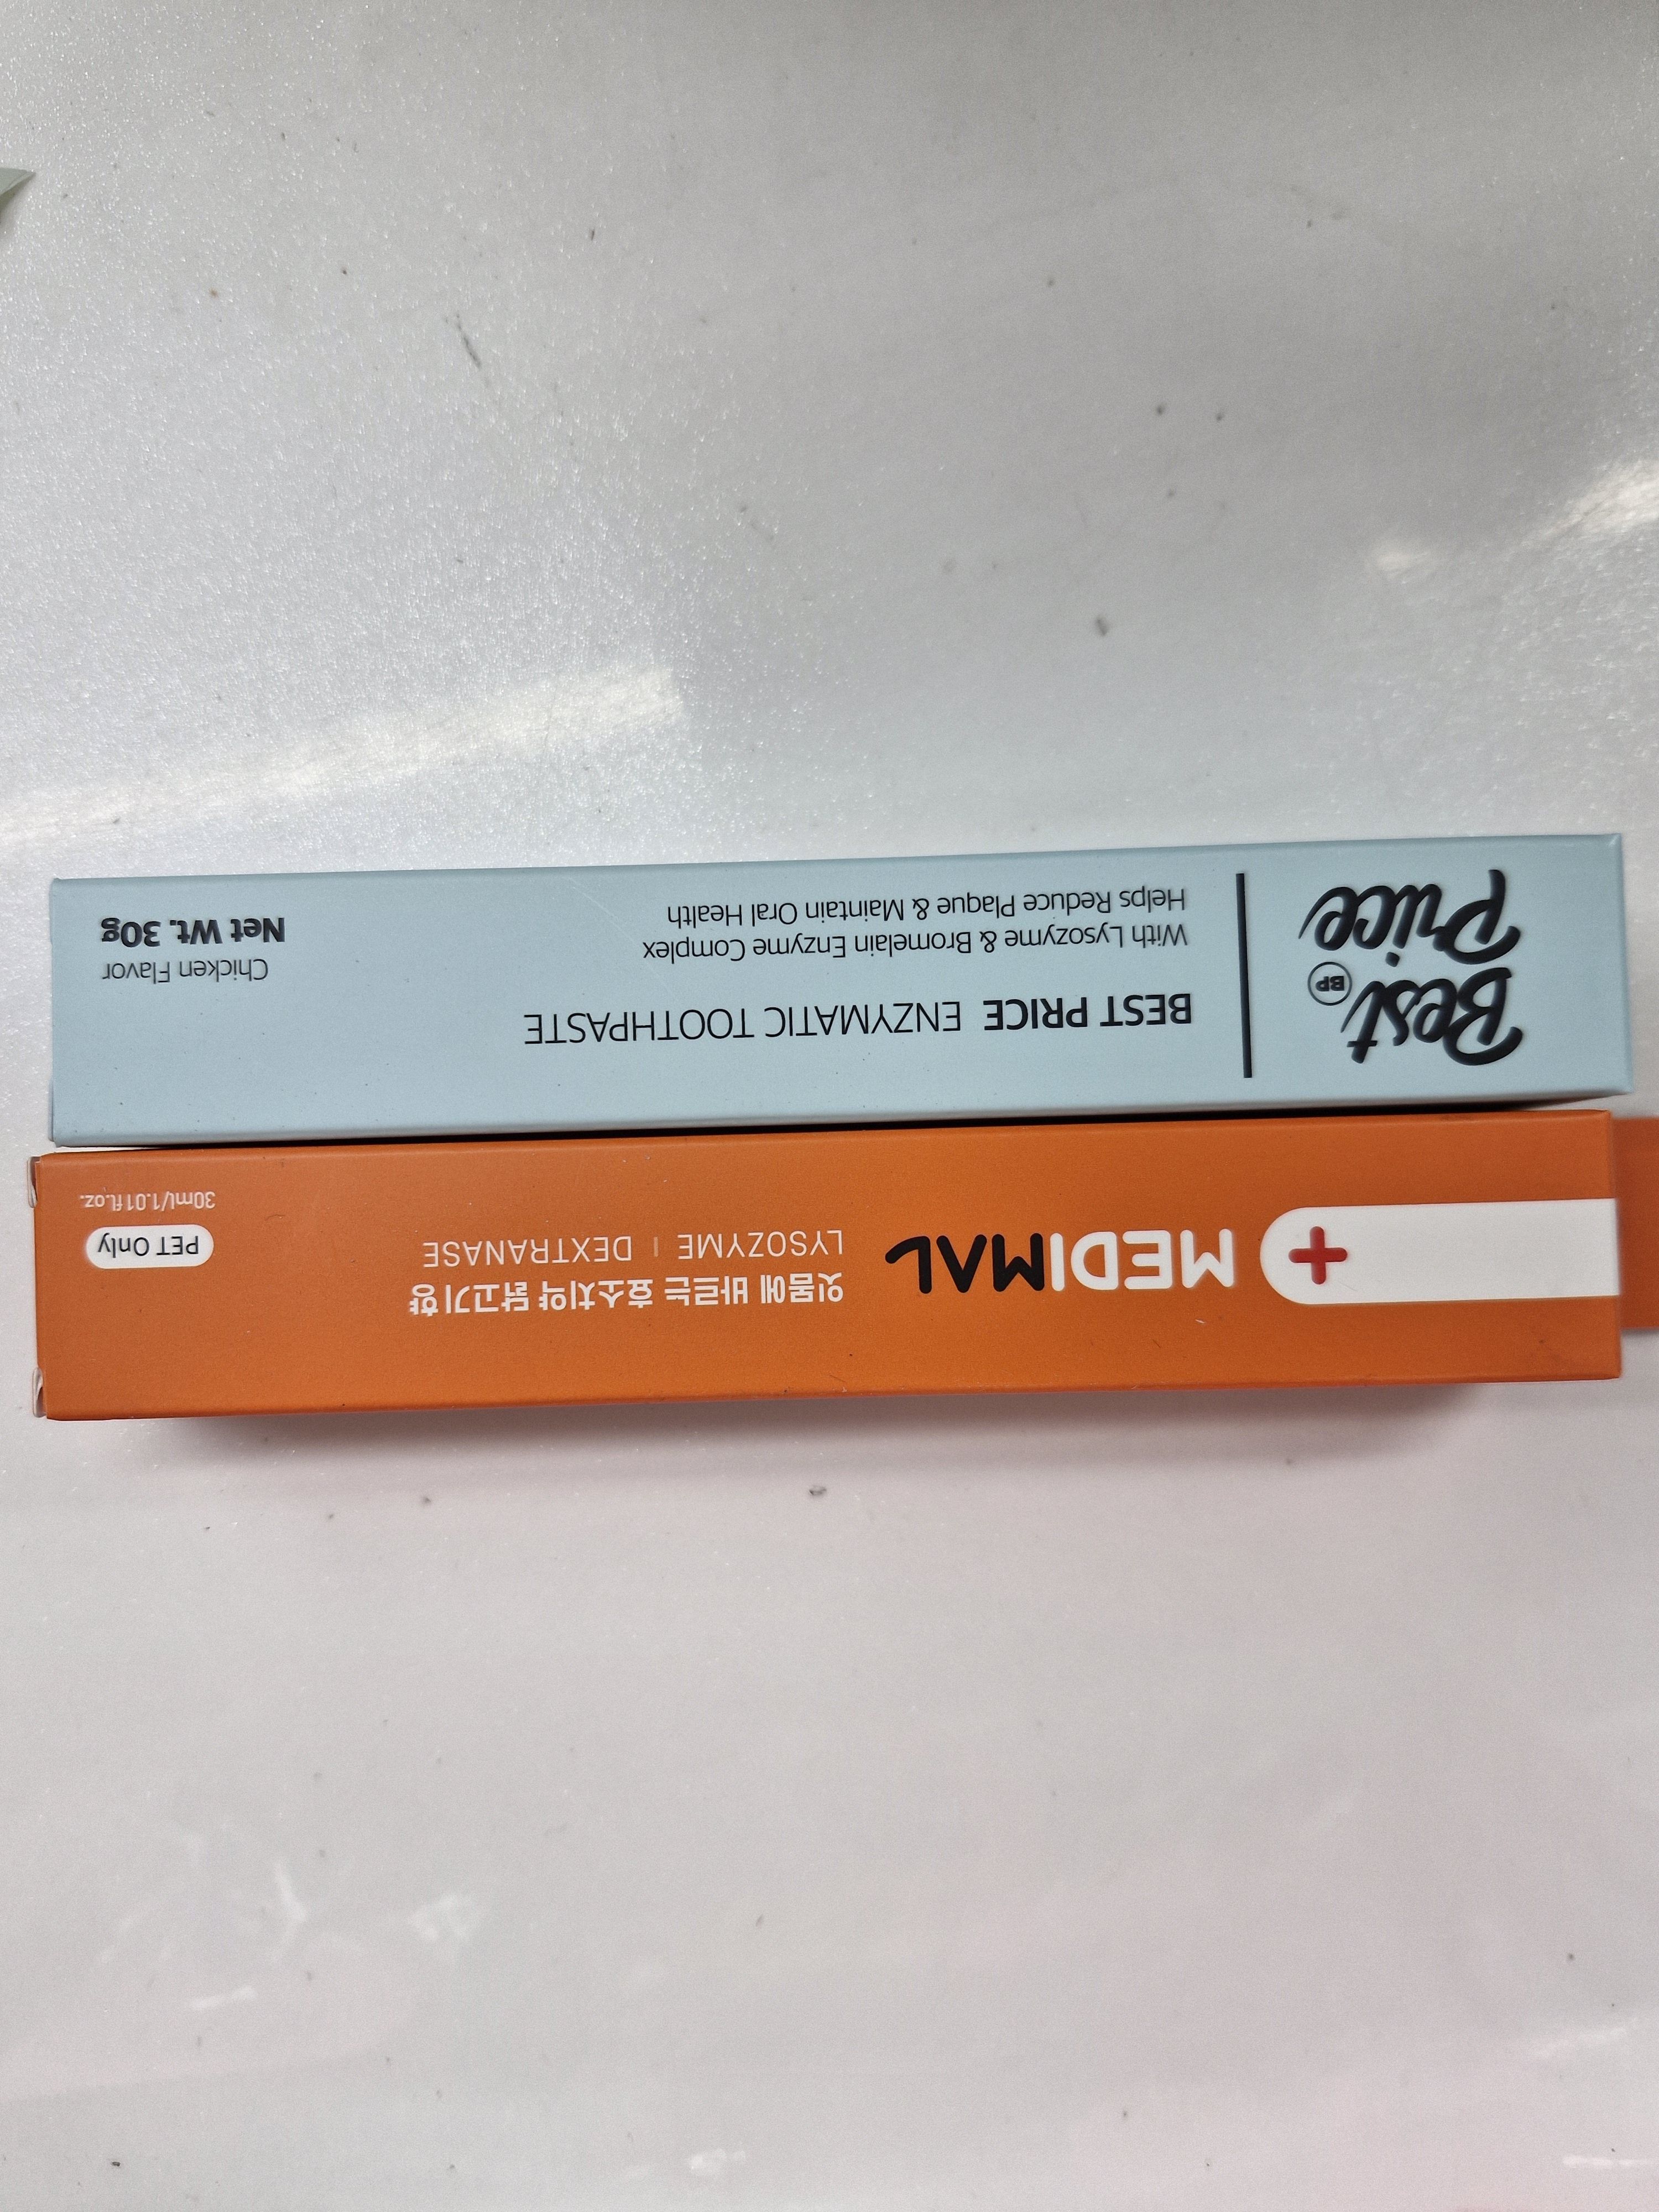 MEDIMAL
잇몸에 바르는 효소치약 닭고기 향
LYSOZYME | DEXTRANASE
PET Only
30ml/1.01fl.oz.
Best
BP
Price
BEST PRICE ENZYMATIC TOOTHPASTE
With Lysozyme & Bromelain Enzyme Complex
Helps Reduce Plaque & Maintain Oral Health
Chicken Flavor
Net Wt. 30g